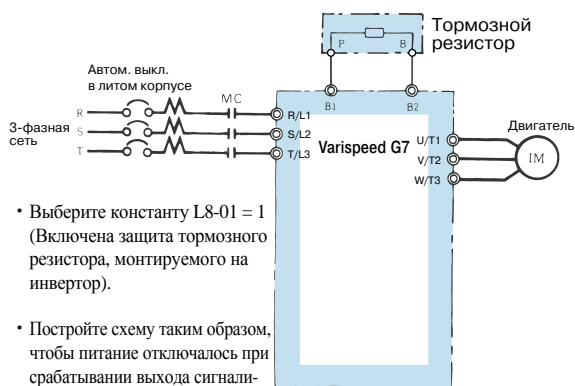 Тормозной
резистор
P B
Автом. выкл.
в литом корпусе
MC
B1 B2
R R/L1
3-фазная
сеть
S S/L2
T T/L3
Varispeed G7
U/T1
V/T2
W/T3
Двигатель
IM
• Выберите константу L8-01 = 1
(Включена защита тормозного
резистора, монтируемого на
инвертор).
• Постройте схему таким образом,
чтобы питание отключалось при
срабатывании выхода сигнали-